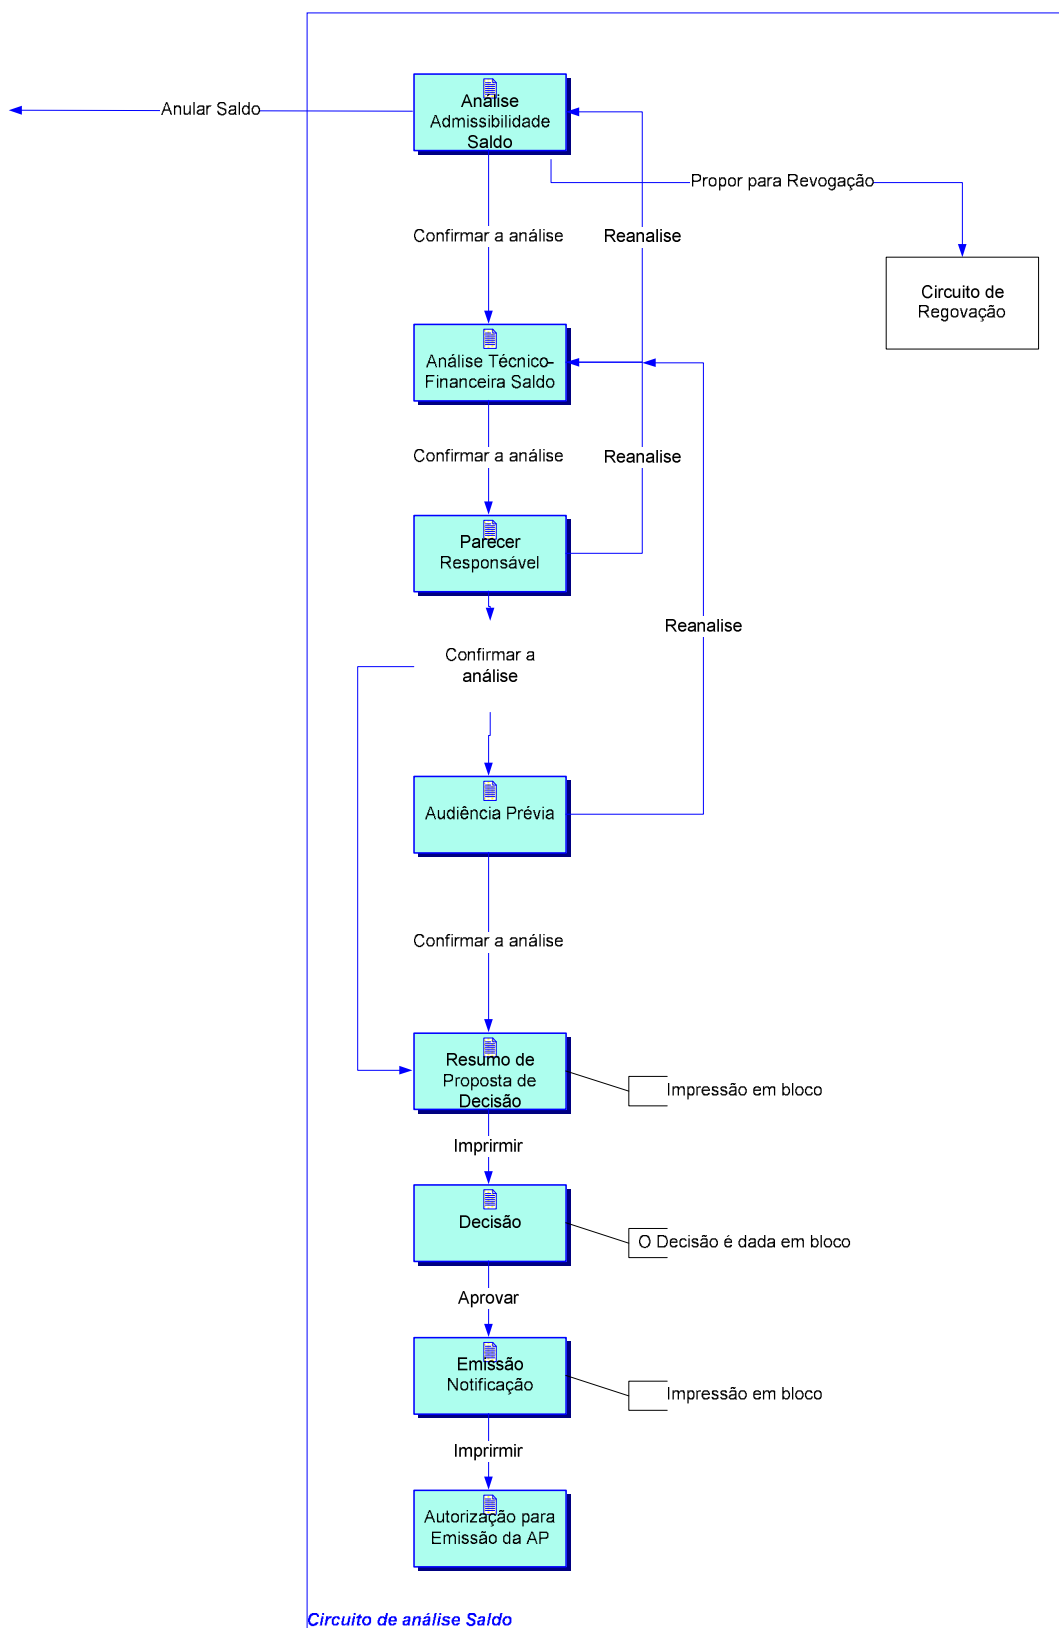 Análise
Admissibilidade
Saldo
Anular Saldo
Propor para Revogação
Confirmar a análise
Reanalise
Circuito de
Regovação
Análise Técnico-
Financeira Saldo
Confirmar a análise
Reanalise
Parecer
Responsável
Reanalise
Confirmar a
análise
Audiência Prévia
Confirmar a análise
Resumo de
Proposta de
Decisão
Impressão em bloco
Imprirmir
Decisão
O Decisão é dada em bloco
Aprovar
Emissão
Notificação
Impressão em bloco
Imprirmir
Autorização para
Emissão da AP
Circuito de análise Saldo